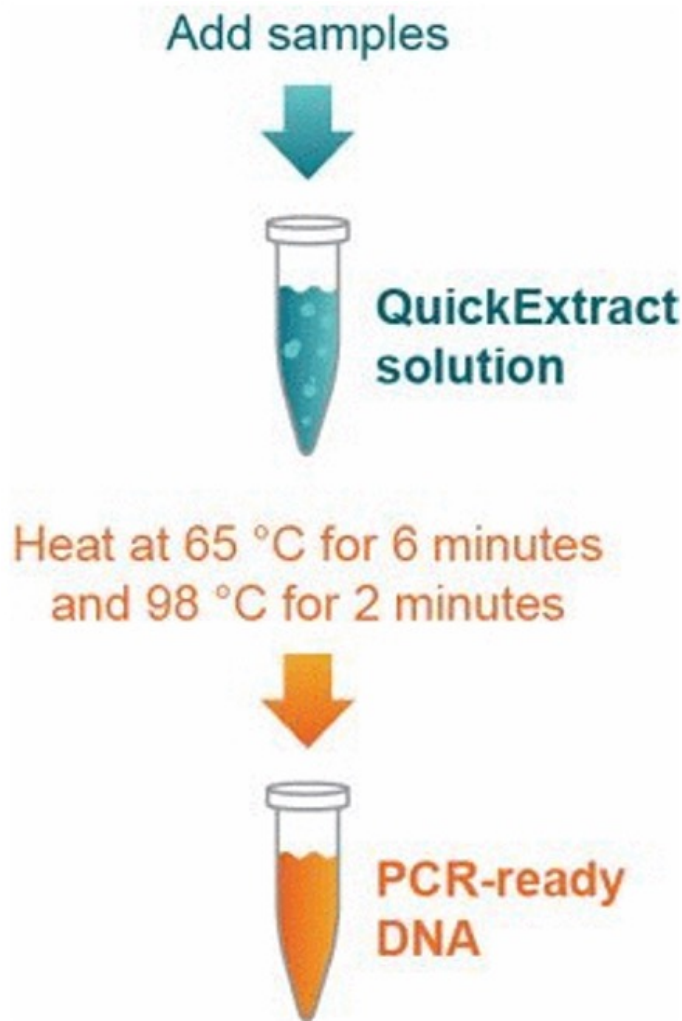 Add samples
QuickExtract
solution
Heat at 65 °C for 6 minutes
and 98 °C for 2 minutes
PCR-ready
DNA